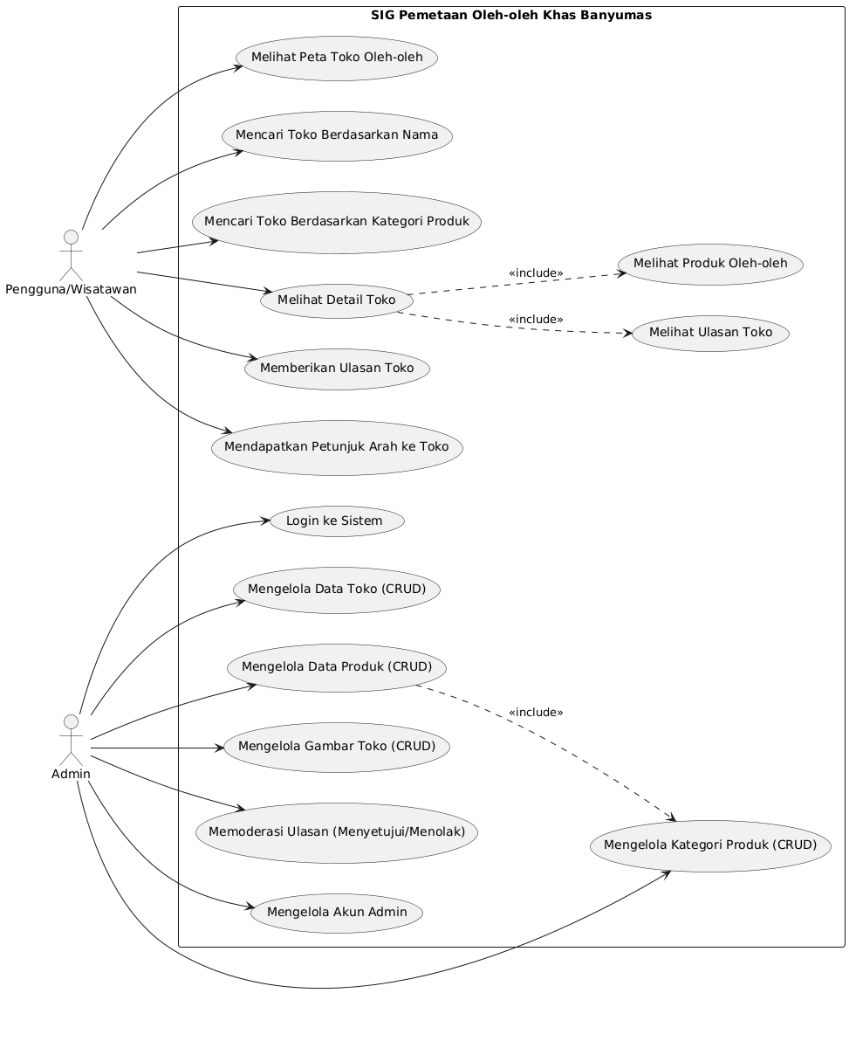 SIG Pemetaan Oleh-oleh Khas Banyumas
Melihat Peta Toko Oleh-oleh
Mencari Toko Berdasarkan Nama
Mencari Toko Berdasarkan Kategori Produk
Pengguna/Wisatawan
Melihat Detail Toko
«include»
Melihat Produk Oleh-oleh
«include»
Melihat Ulasan Toko
Memberikan Ulasan Toko
Mendapatkan Petunjuk Arah ke Toko
Login ke Sistem
Mengelola Data Toko (CRUD)
Mengelola Data Produk (CRUD)
«include»
Mengelola Gambar Toko (CRUD)
Admin
Memoderasi Ulasan (Menyetujui/Menolak)
Mengelola Kategori Produk (CRUD)
Mengelola Akun Admin